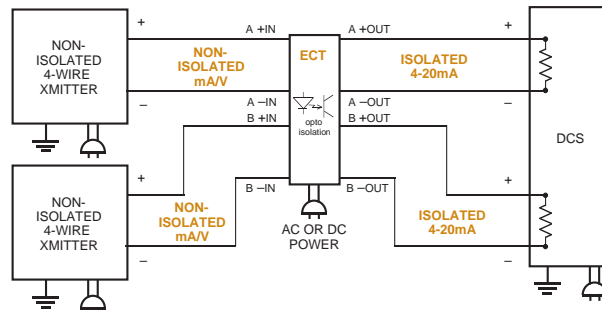 +
A +IN
A +OUT
+
NON-
ISOLATED
4-WIRE
XMITTER
NON-
ISOLATED
mA/V
ECT
ISOLATED
4-20mA
–
A –IN
A –OUT
–
B +IN
opto
isolation
B +OUT
DCS
+
+
NON-
ISOLATED
4-WIRE
XMITTER
B –IN
B –OUT
NON-
ISOLATED
mA/V
AC OR DC
POWER
ISOLATED
4-20mA
–
–